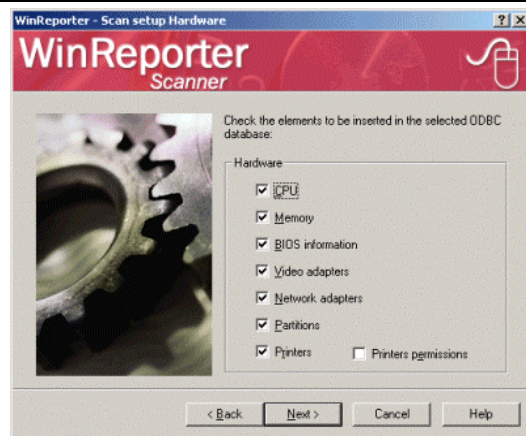 WinReporter - Scan setup Hardware
WinReporter
Scanner
Check the elements to be inserted in the selected ODBC
database:
Hardware
CPU
Memory
BIOS information
Video adapters
Network adapters
Partitions
Printers Printers permissions
< Back Next > Cancel Help